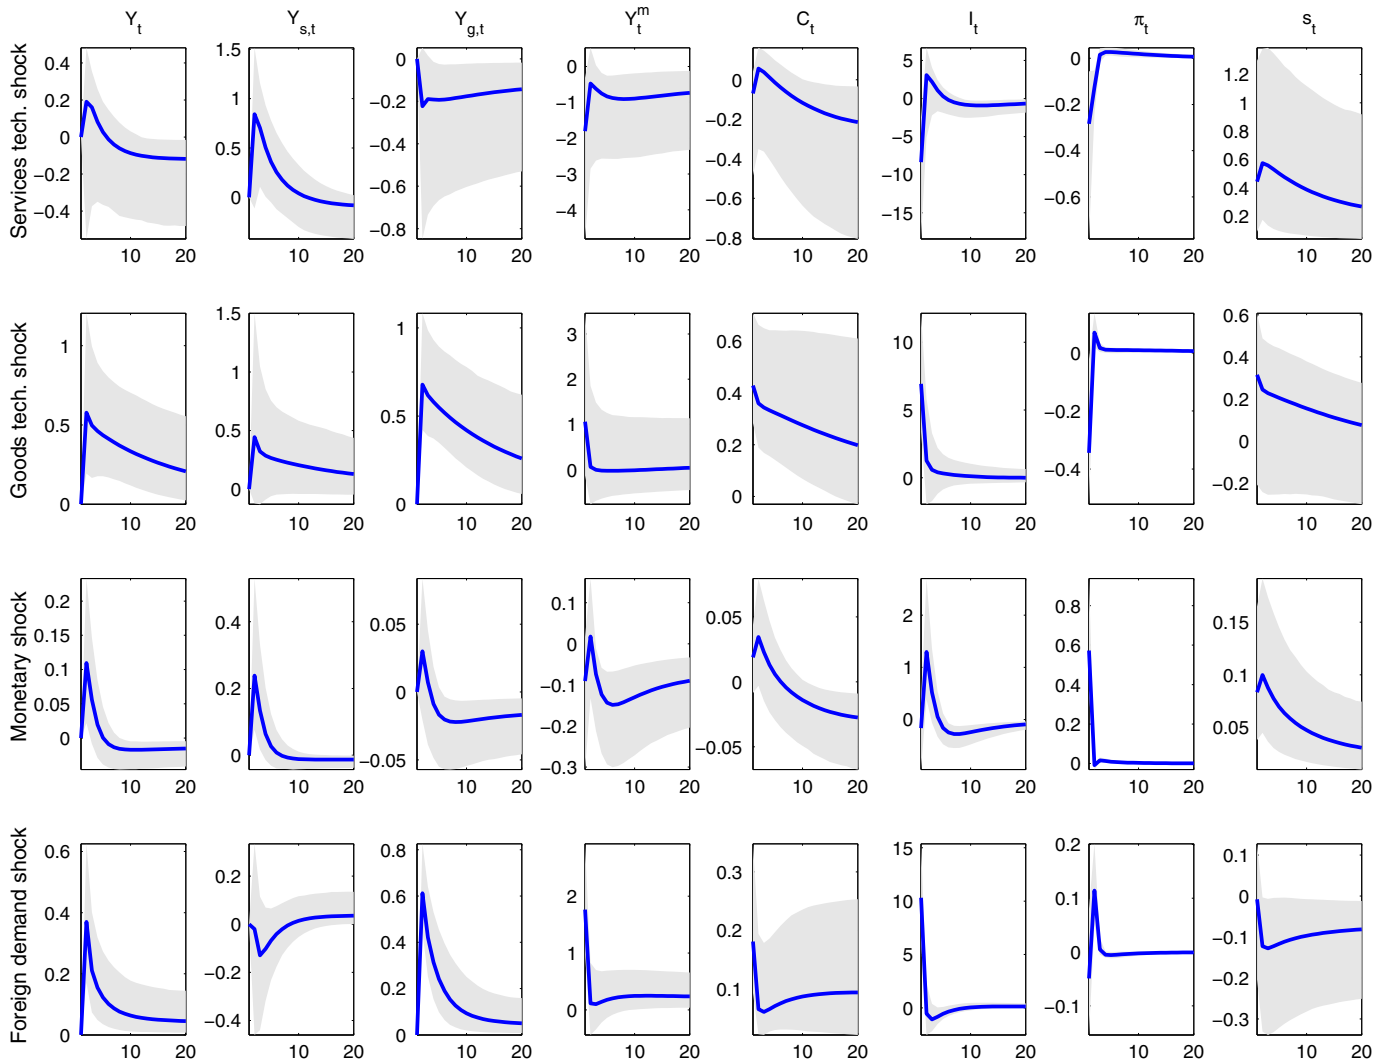 Y_t Y_{s,t} Y_{g,t} Y_t^m C_t I_t π_t s_t
Services tech. shock
0.4 0.2 0 −0.2 −0.4 10 20
1.5 1 0.5 0 10 20
0 −0.2 −0.4 −0.6 −0.8 10 20
0 −1 −2 −3 −4 10 20
0 −0.2 −0.4 −0.6 −0.8 10 20
5 0 −5 −10 −15 10 20
0 −0.2 −0.4 −0.6 10 20
1.2 1 0.8 0.6 0.4 0.2 10 20
Goods tech. shock
1 0.5 0 10 20
1.5 1 0.5 0 10 20
1 0.5 0 10 20
3 2 1 0 10 20
0.6 0.4 0.2 0 10 20
10 5 0 10 20
0 −0.2 −0.4 10 20
0.6 0.4 0.2 0 −0.2 10 20
Monetary shock
0.2 0.15 0.1 0.05 0 10 20
0.4 0.2 0 10 20
0.05 0 −0.05 10 20
0.1 0 −0.1 −0.2 −0.3 10 20
0.05 0 −0.05 10 20
2 1 0 10 20
0.8 0.6 0.4 0.2 0 10 20
0.15 0.1 0.05 10 20
Foreign demand shock
0.6 0.4 0.2 0 10 20
0.2 0 −0.2 −0.4 10 20
0.8 0.6 0.4 0.2 0 10 20
2 1 0 10 20
0.3 0.2 0.1 10 20
15 10 5 0 10 20
0.2 0.1 0 −0.1 10 20
0.1 0 −0.1 −0.2 −0.3 10 20